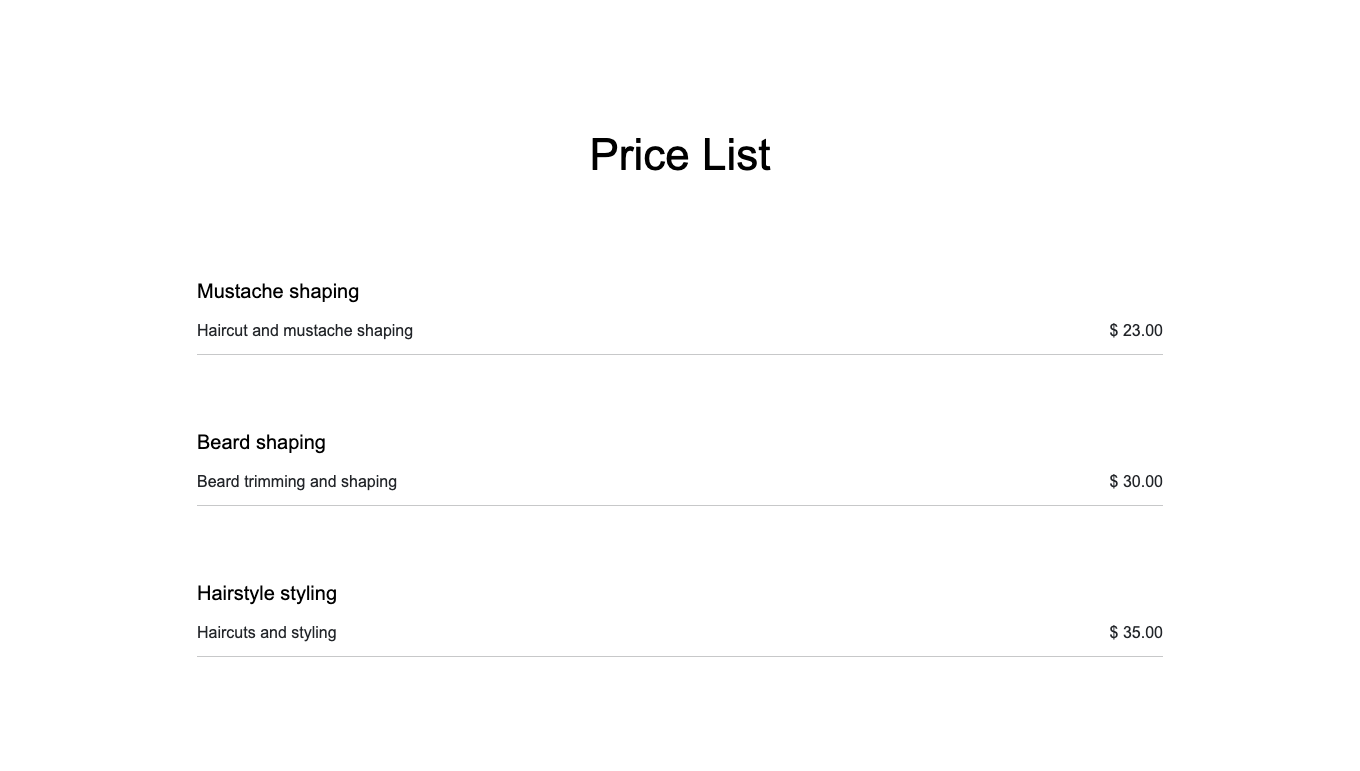 Price List
Mustache shaping
Haircut and mustache shaping $ 23.00
Beard shaping
Beard trimming and shaping $ 30.00
Hairstyle styling
Haircuts and styling $ 35.00